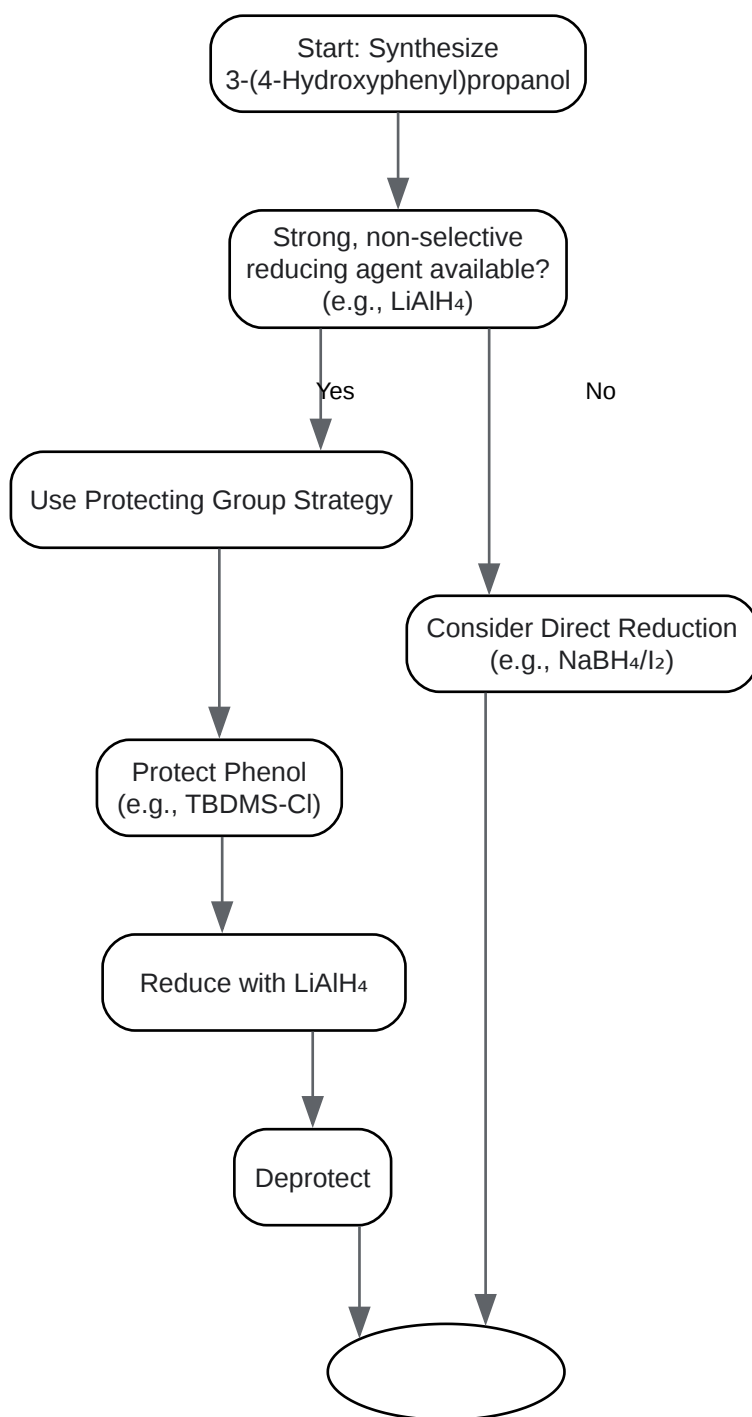 Start: Synthesize
3-(4-Hydroxyphenyl)propanol
Strong, non-selective
reducing agent available?
(e.g., LiAlH₄)
Yes
No
Use Protecting Group Strategy
Consider Direct Reduction
(e.g., NaBH₄/I₂)
Protect Phenol
(e.g., TBDMS-Cl)
Reduce with LiAlH₄
Deprotect